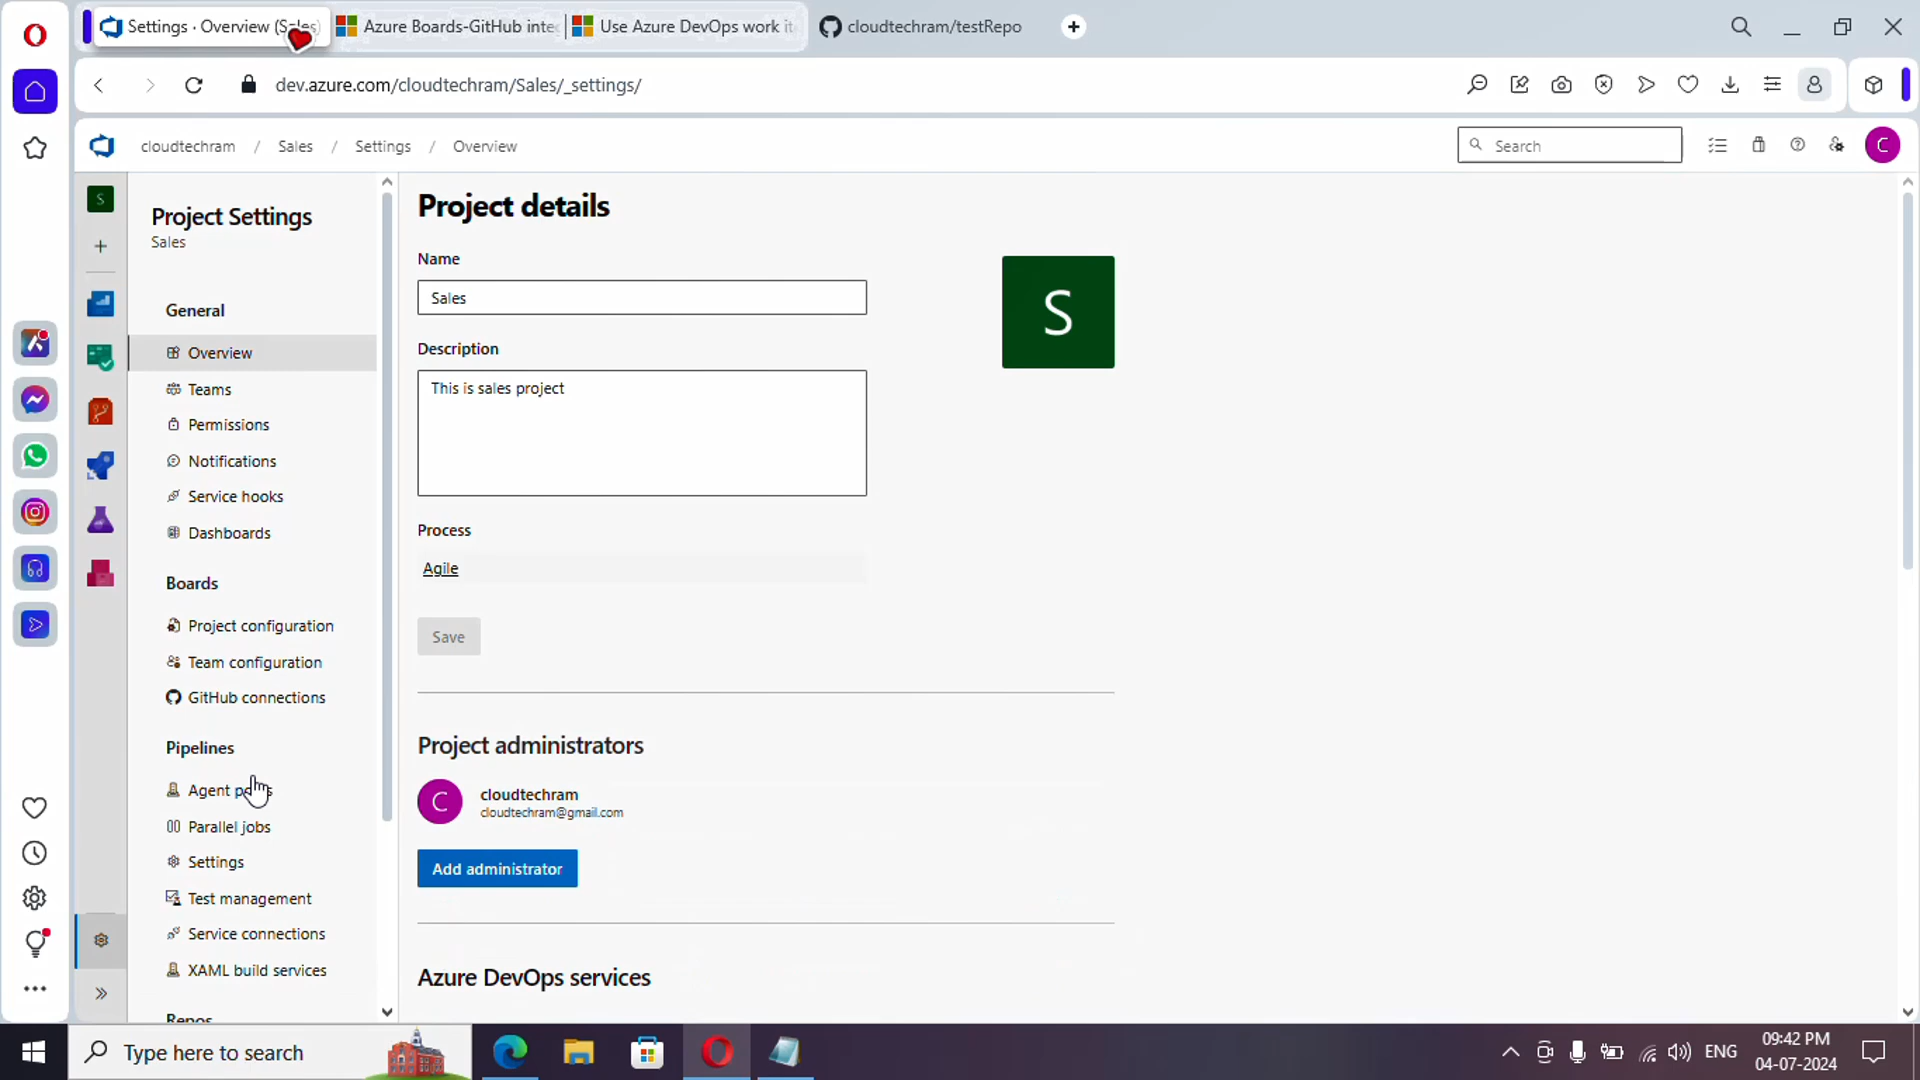 Settings · Overview (Sales)
Azure Boards-GitHub inte
Use Azure DevOps work it
cloudtechram/testRepo
dev.azure.com/cloudtechram/Sales/_settings/
cloudtechram / Sales / Settings / Overview
Search
C
S
Project Settings
Sales
General
Overview
Teams
Permissions
Notifications
Service hooks
Dashboards
Boards
Project configuration
Team configuration
GitHub connections
Pipelines
Agent pools
Parallel jobs
Settings
Test management
Service connections
XAML build services
Repos
Project details
Name
Sales
S
Description
This is sales project
Process
Agile
Save
Project administrators
C
cloudtechram
cloudtechram@gmail.com
Add administrator
Azure DevOps services
Type here to search
ENG
09:42 PM
04-07-2024